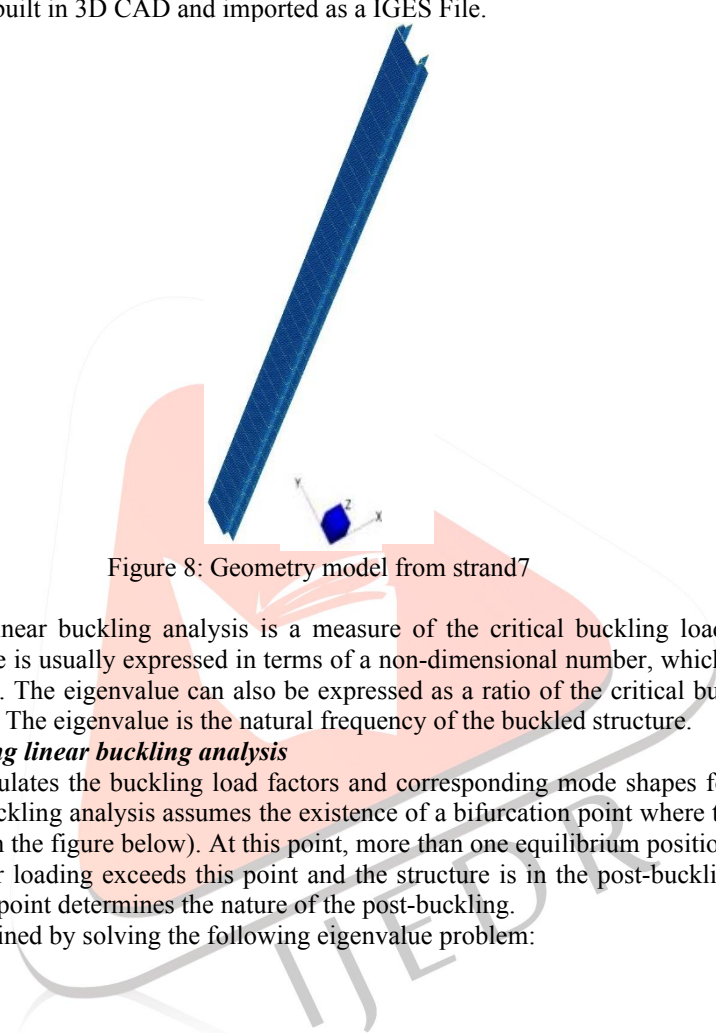 built in 3D CAD and imported as a IGES File.
Y
Z
X
Figure 8: Geometry model from strand7
near buckling analysis is a measure of the critical buckling load
e is usually expressed in terms of a non-dimensional number, which
. The eigenvalue can also be expressed as a ratio of the critical bu
The eigenvalue is the natural frequency of the buckled structure.
ng linear buckling analysis
ulates the buckling load factors and corresponding mode shapes fo
ckling analysis assumes the existence of a bifurcation point where t
n the figure below). At this point, more than one equilibrium positio
r loading exceeds this point and the structure is in the post-buckli
point determines the nature of the post-buckling.
ined by solving the following eigenvalue problem:
IJEDR